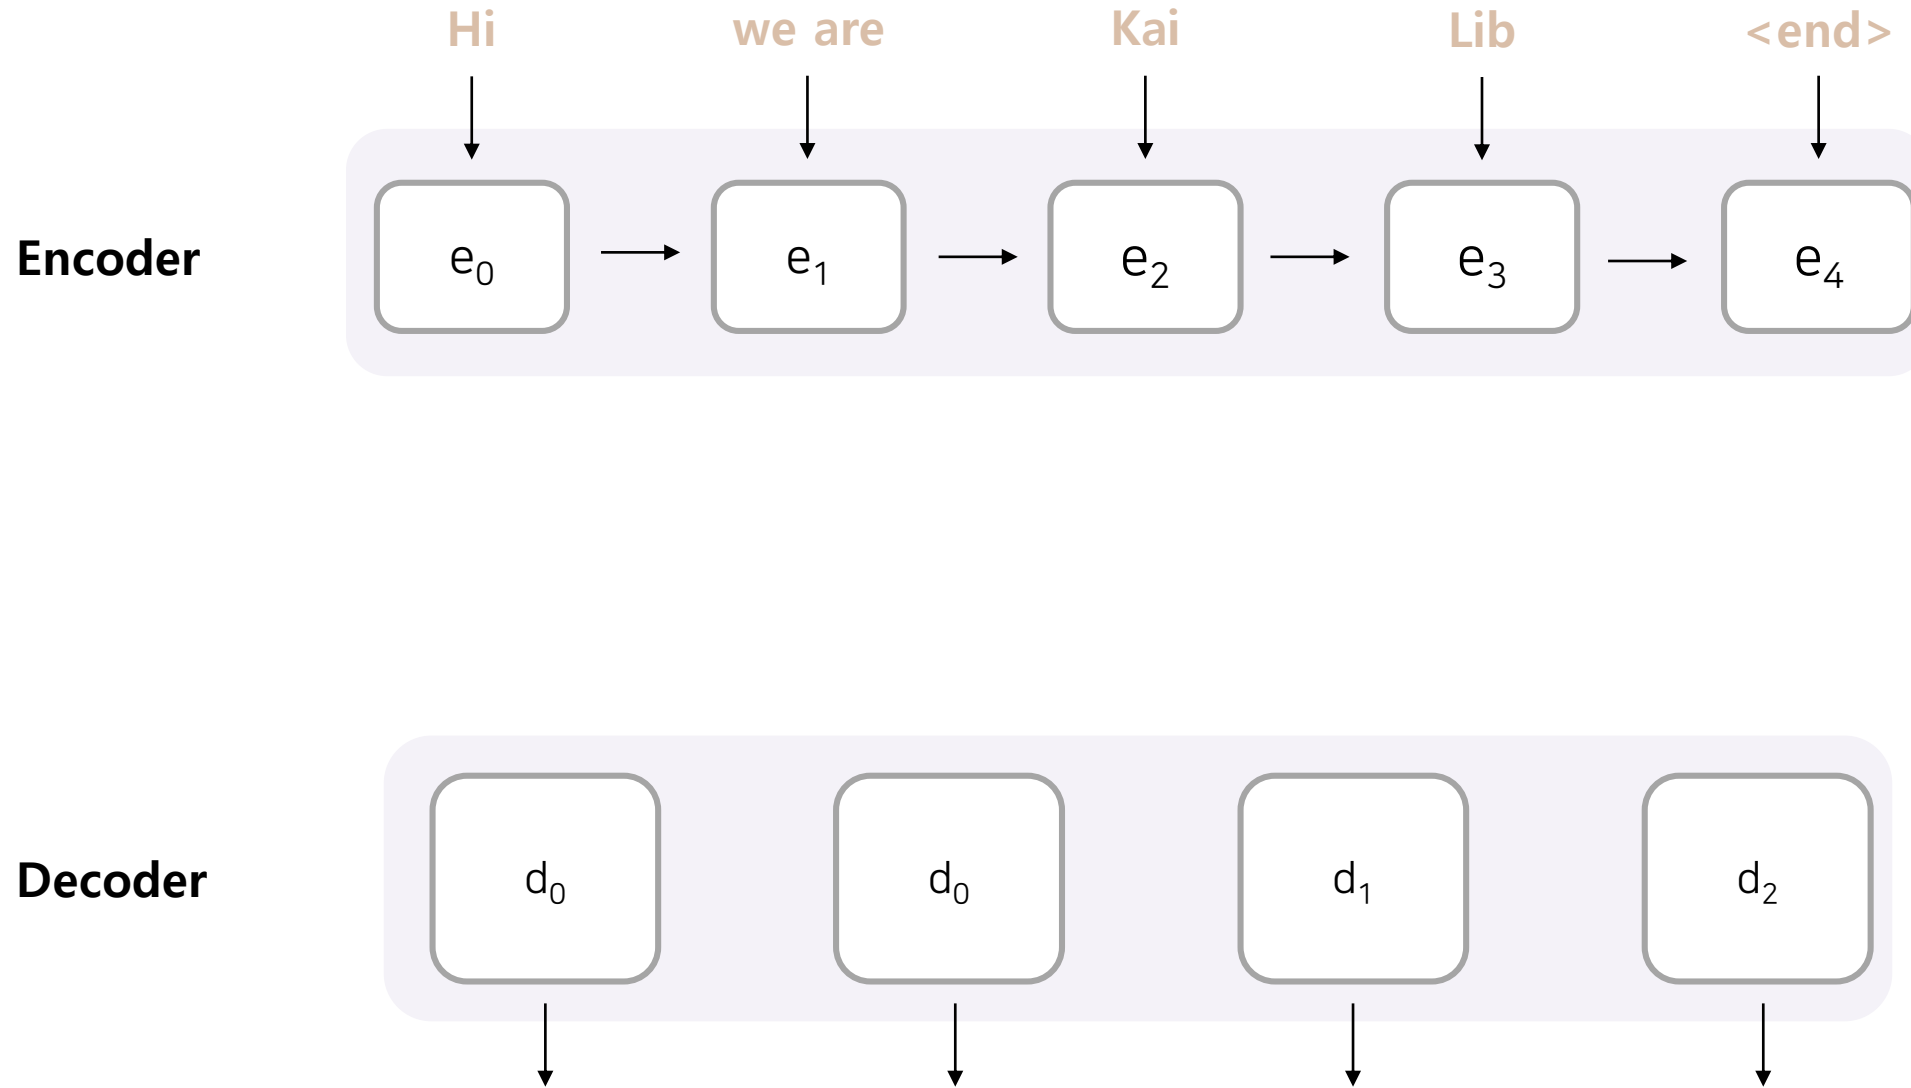 Hi we are Kai Lib <end>
Encoder e₀ e₁ e₂ e₃ e₄
Decoder d₀ d₀ d₁ d₂